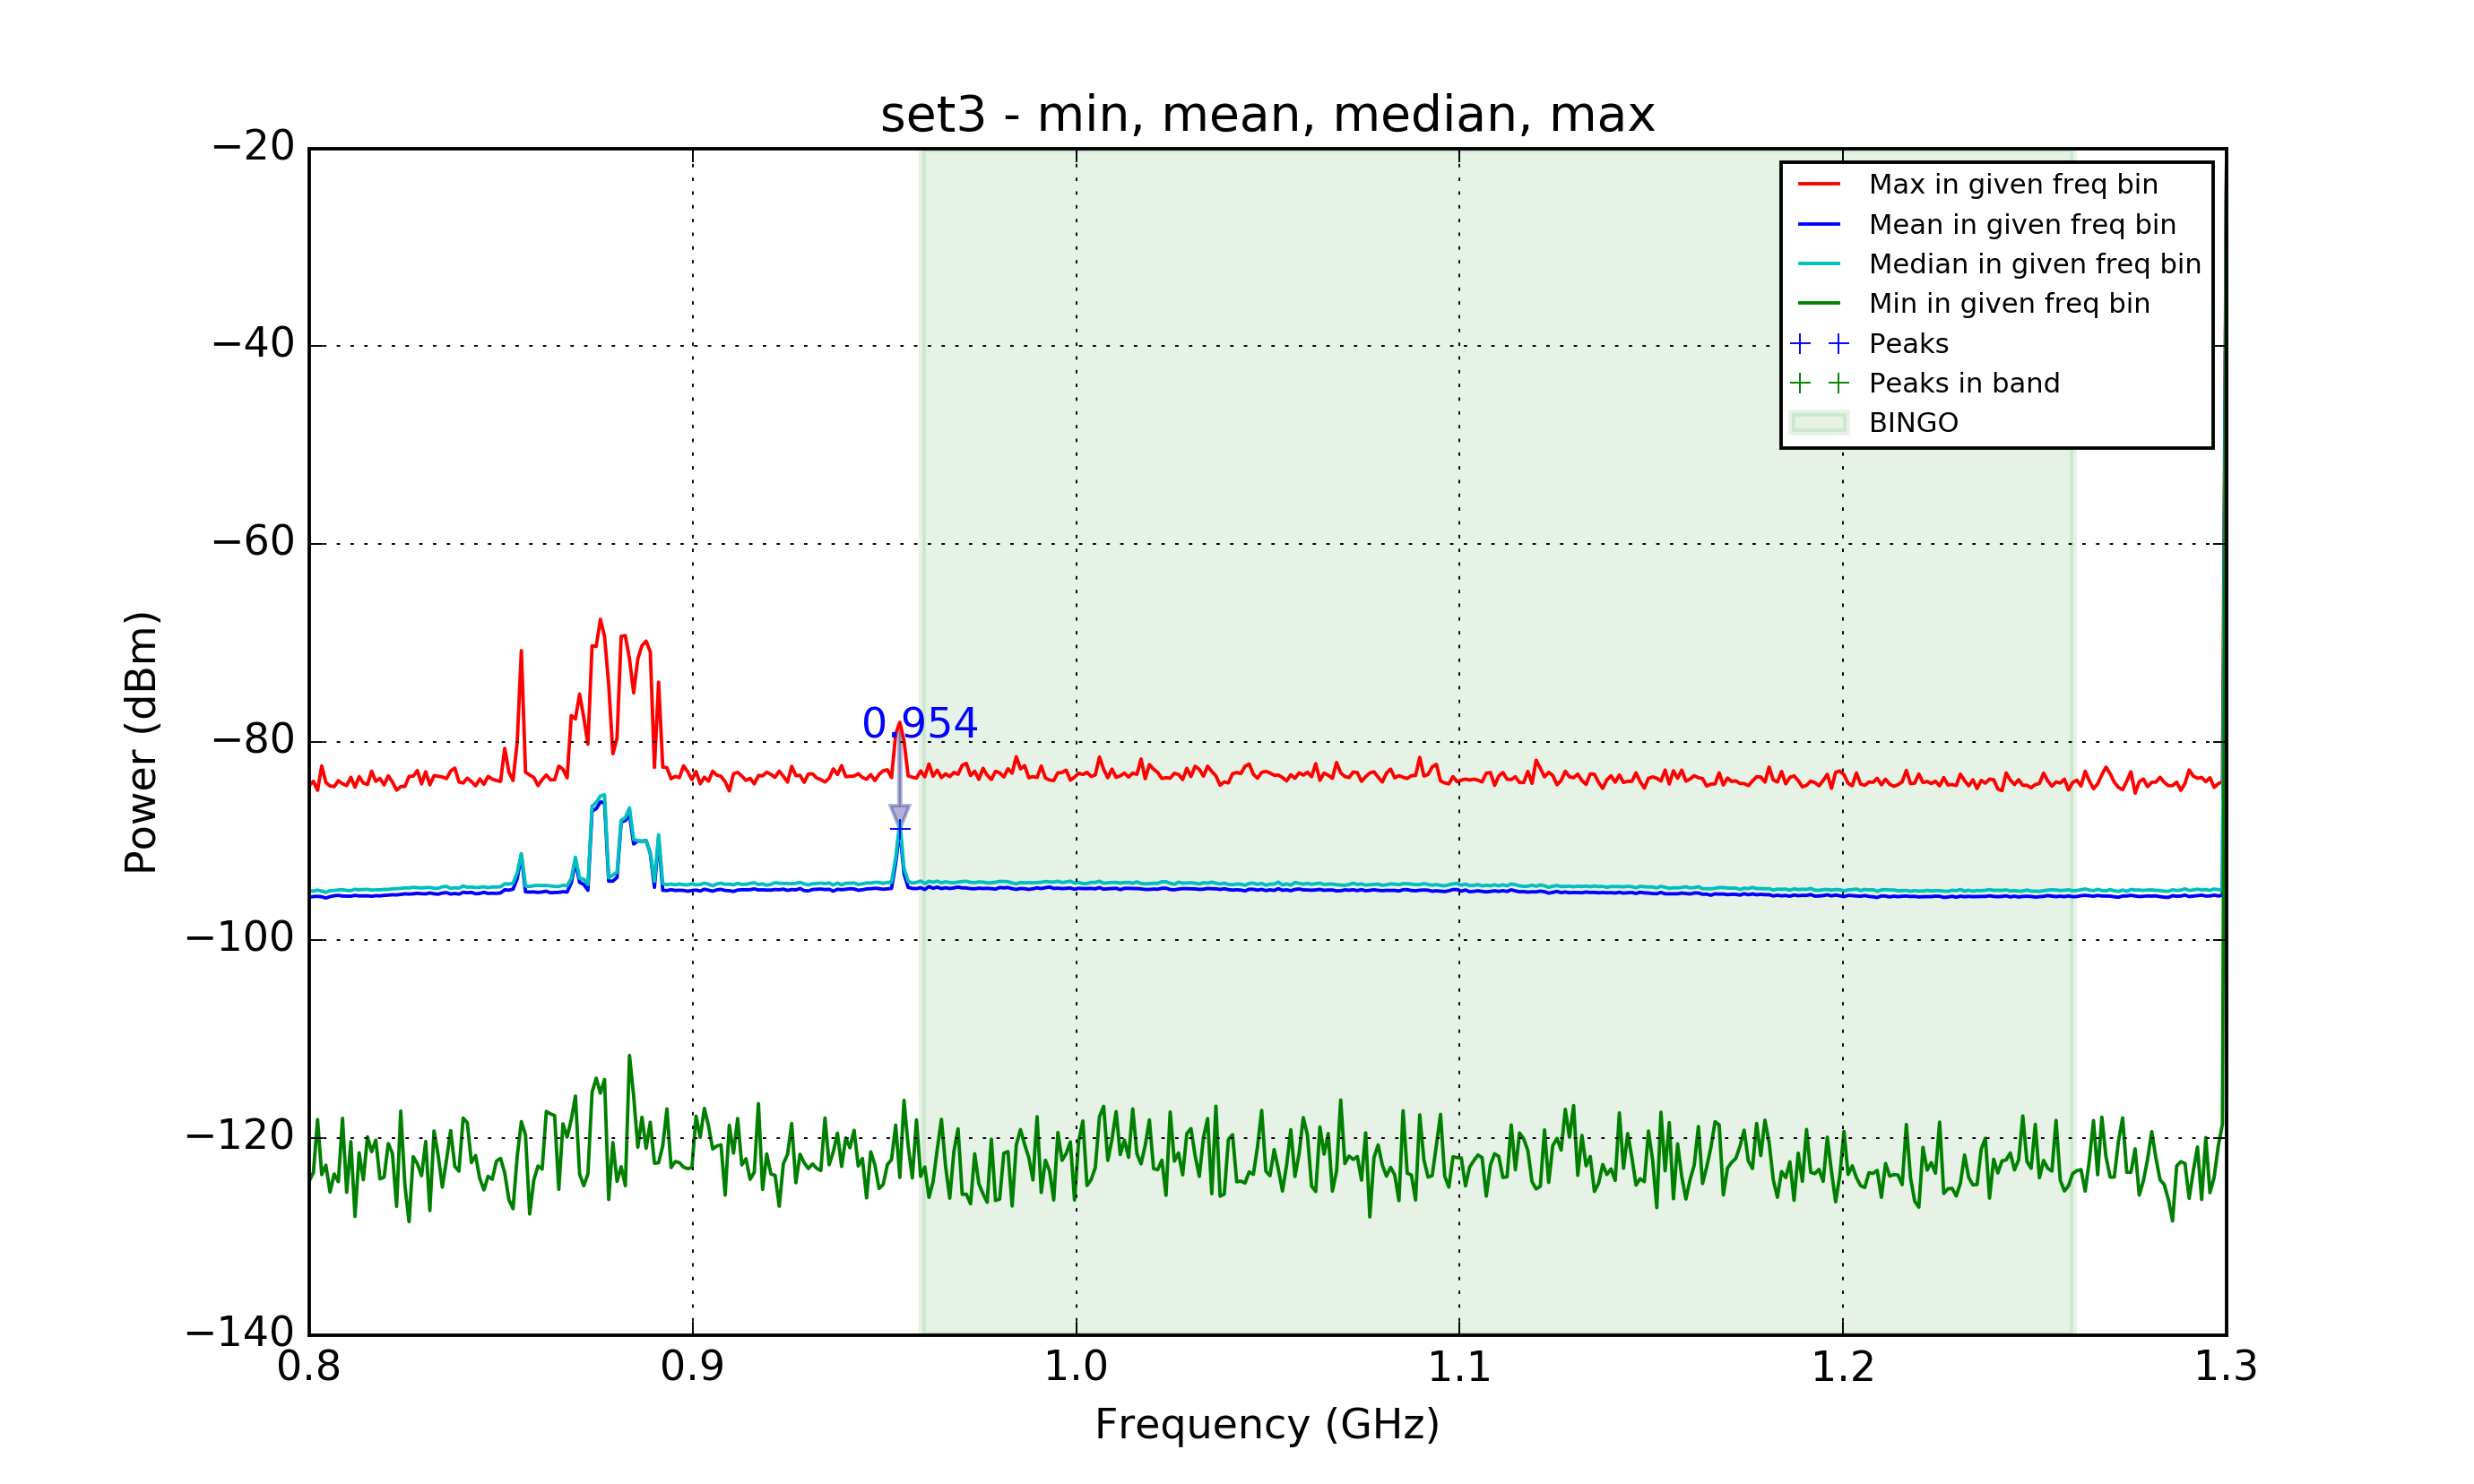 set3 - min, mean, median, max
−20
−40
−60
−80
−100
−120
−140
Power (dBm)
Max in given freq bin
Mean in given freq bin
Median in given freq bin
Min in given freq bin
Peaks
Peaks in band
BINGO
0.954
0.8 0.9 1.0 1.1 1.2 1.3
Frequency (GHz)